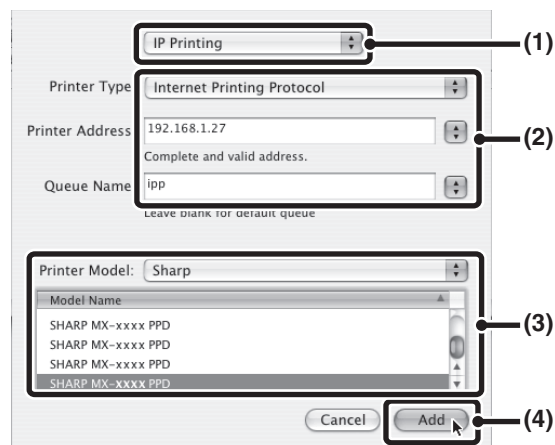 IP Printing
(1)
Printer Type Internet Printing Protocol
Printer Address 192.168.1.27
(2)
Complete and valid address.
Queue Name ipp
Leave blank for default queue
Printer Model: Sharp
Model Name
SHARP MX-xxxx PPD
SHARP MX-xxxx PPD
(3)
SHARP MX-xxxx PPD
SHARP MX-xxxx PPD
Cancel Add (4)